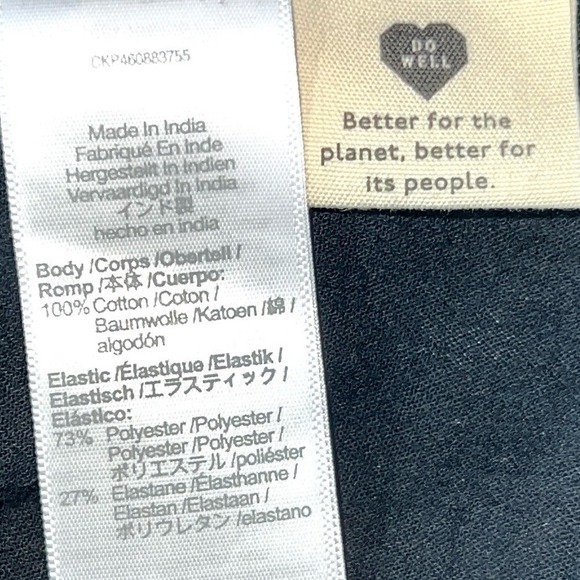 CKP460883755
Made In India
Fabriqué En Inde
Hergestellt In Indien
Vervaardigd In India
インド製
hecho en india
Body /Corps /Oberteil /
Romp /本体 /Cuerpo:
100% Cotton /Coton /
Baumwolle /Katoen /綿 /
algodón
Elastic /Élastique /Elastik /
Elastisch /エラスティック /
Elástico:
73% Polyester /Polyester /
Polyester /Polyester /
ポリエステル /poliéster
27% Elastane /Élasthanne /
Elastan /Elastaan /
ポリウレタン /elastano
DO
WELL
Better for the
planet, better for
its people.